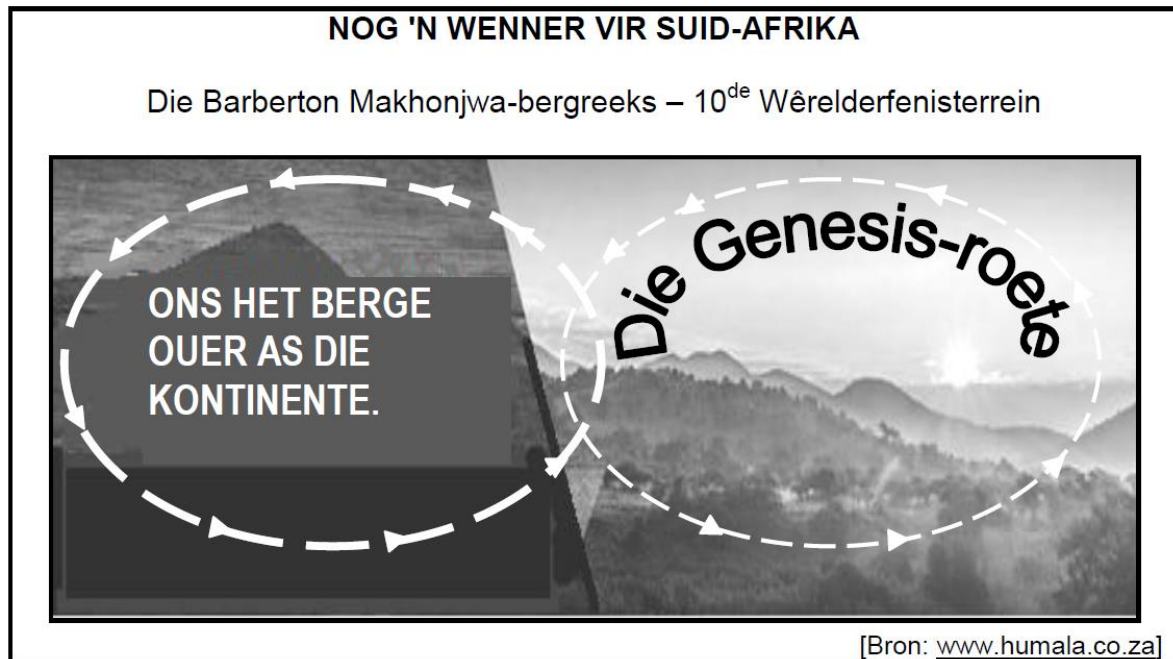 NOG 'N WENNER VIR SUID-AFRIKA
Die Barberton Makhonjwa-bergreeks – 10de Wêrelderfenisterrein
ONS HET BERGE
OUER AS DIE
KONTINENTE.
Die Genesis-roete
[Bron: www.humala.co.za]